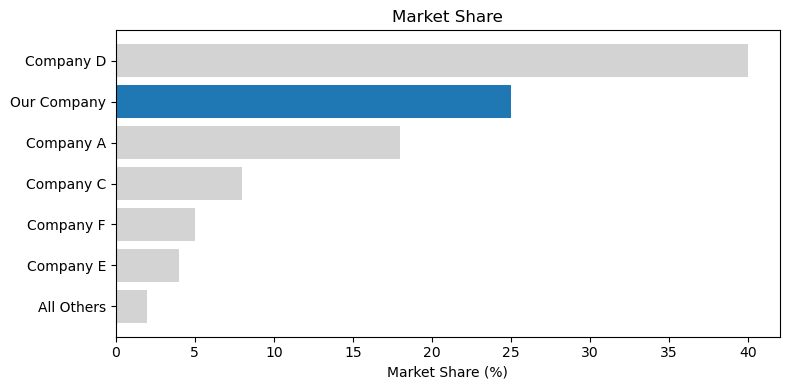 Market Share
Company D
Our Company
Company A
Company C
Company F
Company E
All Others
0 5 10 15 20 25 30 35 40
Market Share (%)